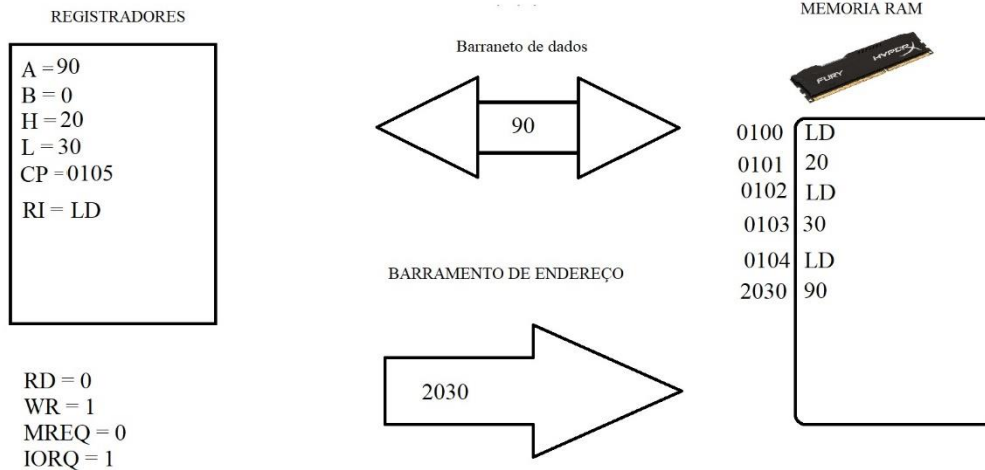 REGISTRADORES
A =90
B = 0
H = 20
L = 30
CP =0105
RI = LD
RD = 0
WR = 1
MREQ = 0
IORQ = 1
Barraneto de dados
90
BARRAMENTO DE ENDEREÇO
2030
MEMORIA RAM
FURY HYPERX
0100 LD
0101 20
0102 LD
0103 30
0104 LD
2030 90